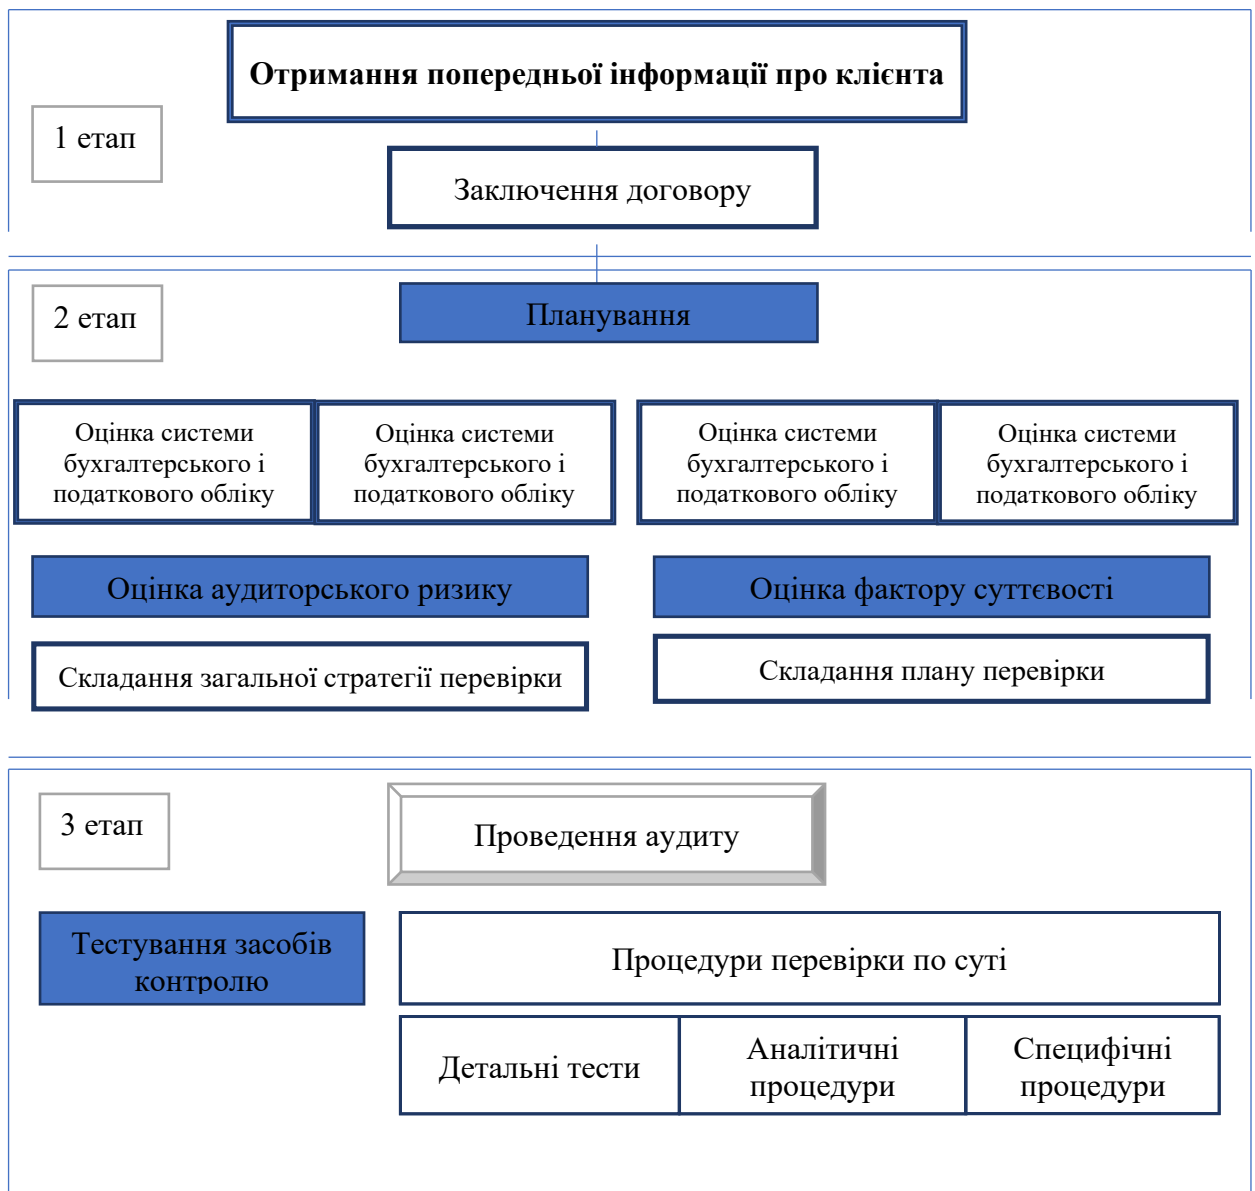 Отримання попередньої інформації про клієнта
1 етап
Заключення договору
2 етап
Планування
Оцінка системи
бухгалтерського і
податкового обліку
Оцінка системи
бухгалтерського і
податкового обліку
Оцінка системи
бухгалтерського і
податкового обліку
Оцінка системи
бухгалтерського і
податкового обліку
Оцінка аудиторського ризику
Оцінка фактору суттєвості
Складання загальної стратегії перевірки
Складання плану перевірки
3 етап
Проведення аудиту
Тестування засобів
контролю
Процедури перевірки по суті
Детальні тести
Аналітичні
процедури
Специфічні
процедури